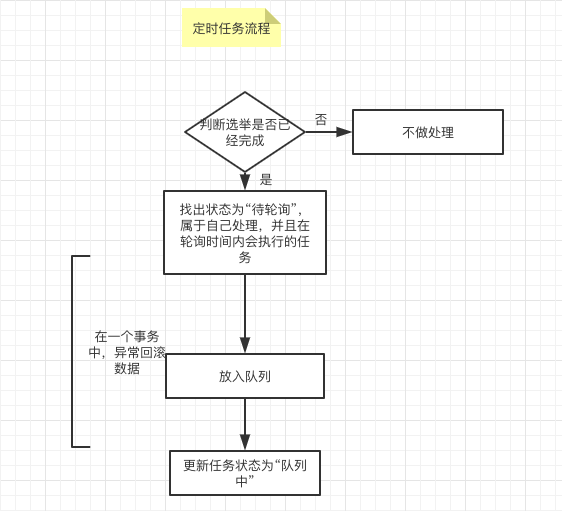 定时任务流程
判断选举是否已
经完成
否
不做处理
是
找出状态为“待轮询”，
属于自己处理，并且在
轮询时间内会执行的任
务
在一个事务
中，异常回滚
数据
放入队列
更新任务状态为“队列
中”